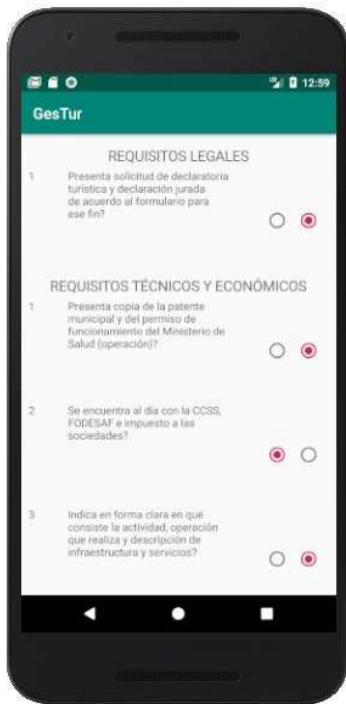 12:59
GesTur
REQUISITOS LEGALES
1 Presenta solicitud de declaratoria
turística y declaración jurada
de acuerdo al formulario para
ese fin?
REQUISITOS TÉCNICOS Y ECONÓMICOS
1 Presenta copia de la patente
municipal y del permiso de
funcionamiento del Ministerio de
Salud (operación)?
2 Se encuentra al día con la CCSS,
FODESAF e impuesto a las
sociedades?
3 Indica en forma clara en qué
consiste la actividad, operación
que realiza y descripción de
infraestructura y servicios?